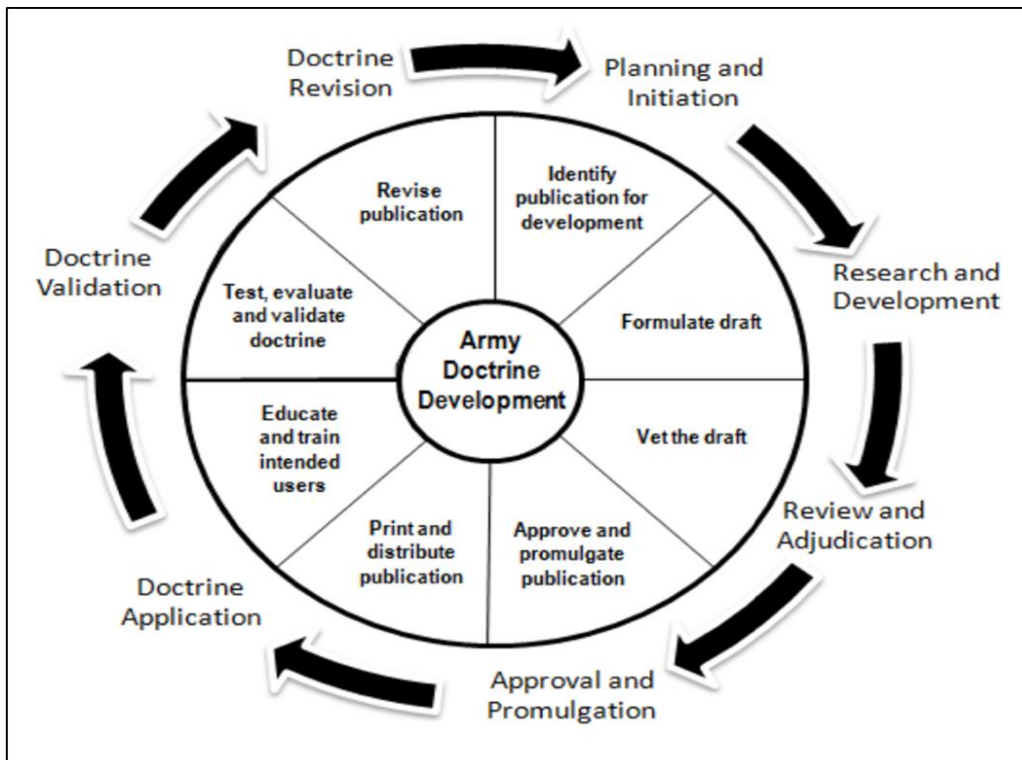 Doctrine
Revision
Planning and
Initiation
Research and
Development
Review and
Adjudication
Approval and
Promulgation
Doctrine
Application
Doctrine
Validation
Identify
publication for
development
Formulate draft
Vet the draft
Approve and
promulgate
publication
Print and
distribute
publication
Educate
and train
intended
users
Test, evaluate
and validate
doctrine
Revise
publication
Army
Doctrine
Development